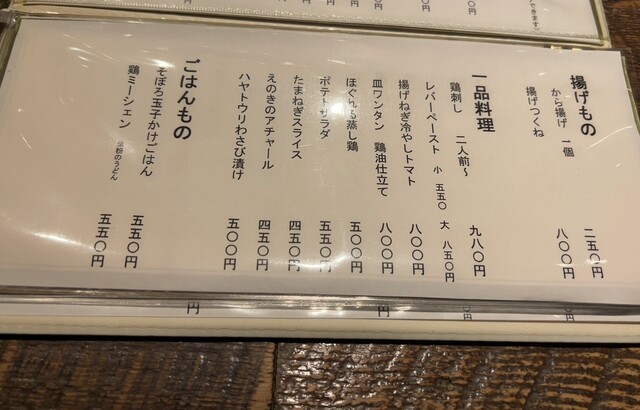 揚げもの
から揚げ 一個 二五〇円
揚げつくね 八〇〇円
一品料理
鶏刺し 二人前〜 九八〇円
レバーペースト 小 五五〇 大 八五〇円
揚げねぎ冷やしトマト 八〇〇円
皿ワンタン 鶏油仕立て 八〇〇円
ほぐれる蒸し鶏 五〇〇円
ポテトサラダ 五五〇円
たまねぎスライス 四五〇円
えのきのアチャール 四五〇円
ハヤトウリわさび漬け 五〇〇円
ごはんもの
そぼろ玉子かけごはん 五五〇円
鶏ミーシェン 五五〇円